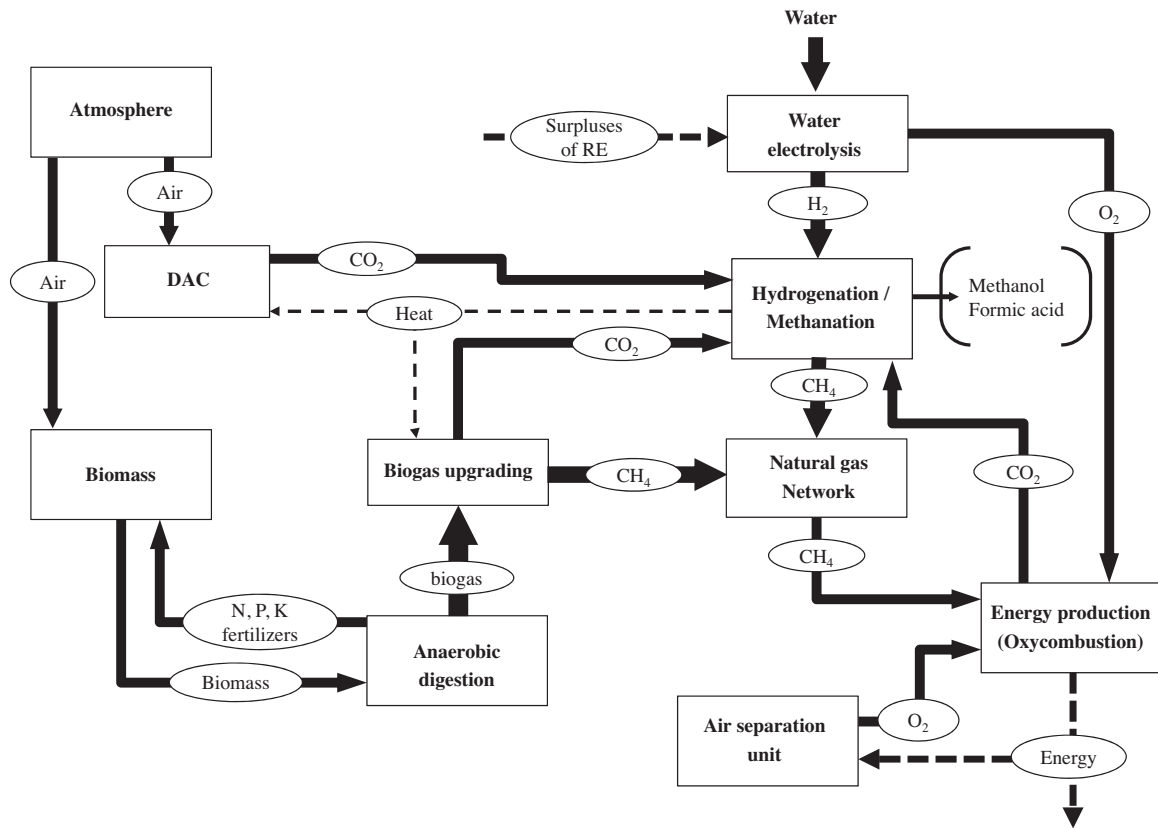 Water
Atmosphere
Surpluses
of RE
Water
electrolysis
Air
H₂
O₂
Air
DAC
CO₂
Hydrogenation /
Methanation
Methanol
Formic acid
Heat
CO₂
CH₄
Biomass
Biogas upgrading
CH₄
Natural gas
Network
CO₂
CH₄
biogas
N, P, K
fertilizers
Anaerobic
digestion
Energy production
(Oxycombustion)
Biomass
Air separation
unit
O₂
Energy